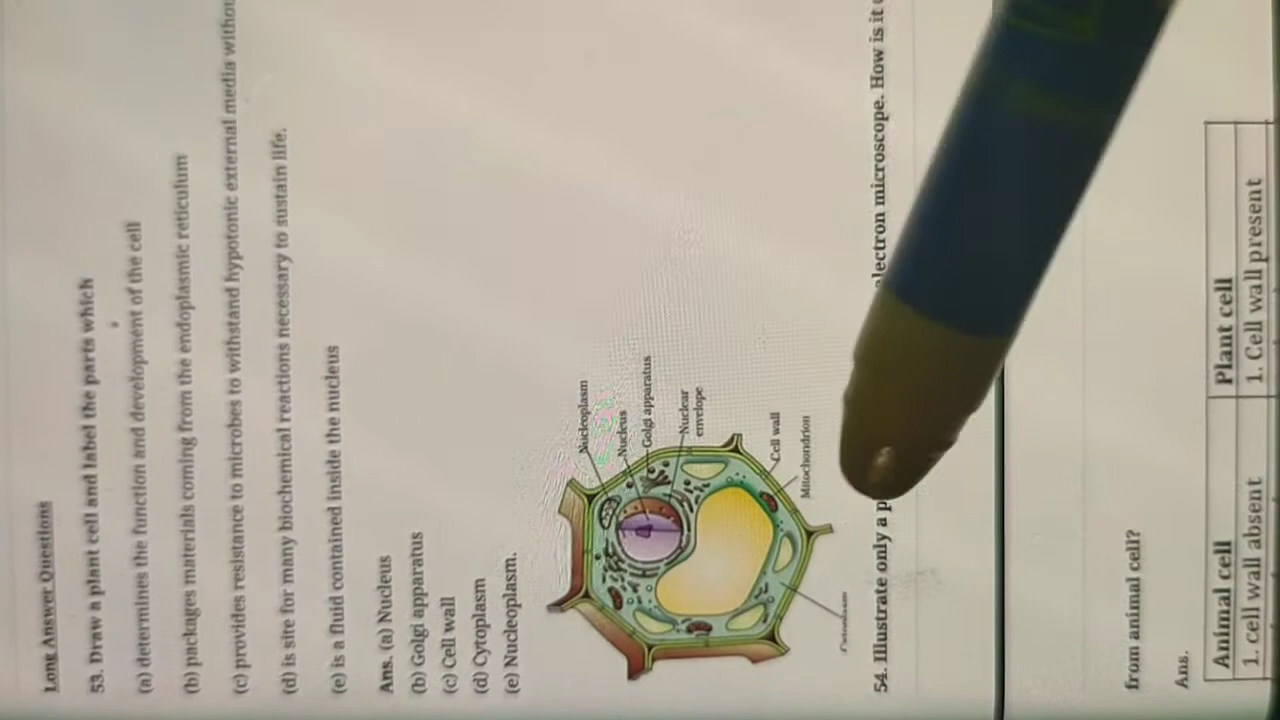 Long Answer Questions
53. Draw a plant cell and label the parts which
(a) determines the function and development of the cell
(b) packages materials coming from the endoplasmic reticulum
(c) provides resistance to microbes to withstand hypotonic external media
(d) is site for many biochemical reactions necessary to sustain life.
(e) is a fluid contained inside the nucleus
Ans. (a) Nucleus
(b) Golgi apparatus
(c) Cell wall
(d) Cytoplasm
(e) Nucleoplasm.
Nucleoplasm
Nucleus
Golgi apparatus
Nuclear
envelope
Cell wall
Mitochondrion
54. Illustrate only a electron microscope. How is it
from animal cell?
Ans.
Animal cell Plant cell
1. cell wall absent 1. Cell wall present